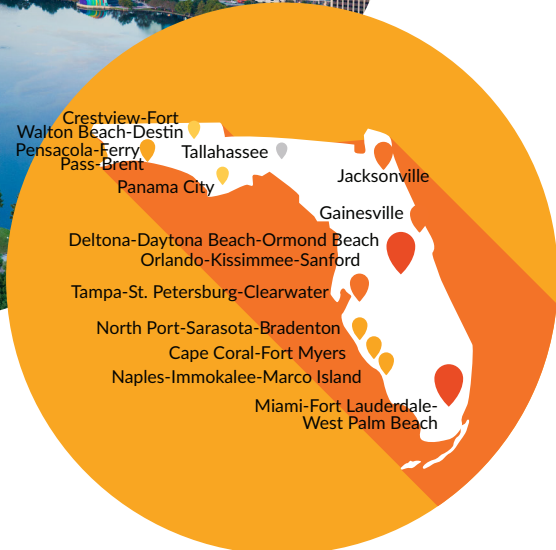 Crestview-Fort
Walton Beach-Destin
Pensacola-Ferry
Pass-Brent
Tallahassee
Panama City
Jacksonville
Gainesville
Deltona-Daytona Beach-Ormond Beach
Orlando-Kissimmee-Sanford
Tampa-St. Petersburg-Clearwater
North Port-Sarasota-Bradenton
Cape Coral-Fort Myers
Naples-Immokalee-Marco Island
Miami-Fort Lauderdale-
West Palm Beach